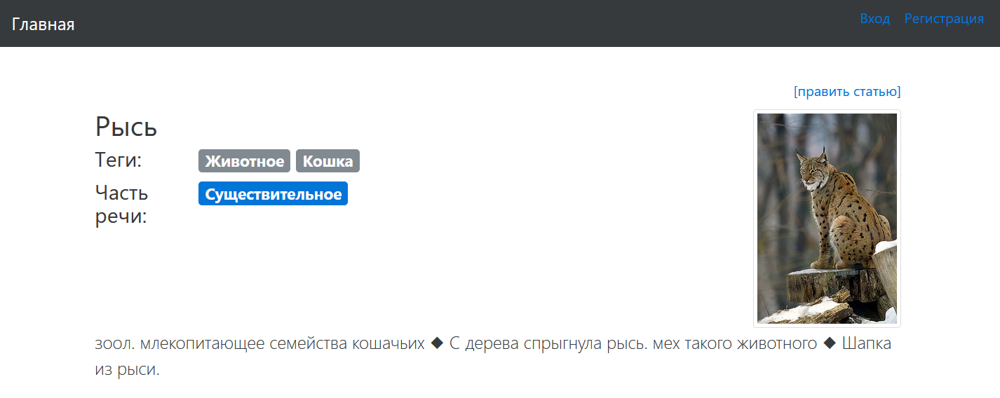 Главная
Вход Регистрация
[править статью]
Рысь
Теги: Животное Кошка
Часть речи: Существительное
зоол. млекопитающее семейства кошачьих ◆ С дерева спрыгнула рысь. мех такого животного ◆ Шапка
из рыси.